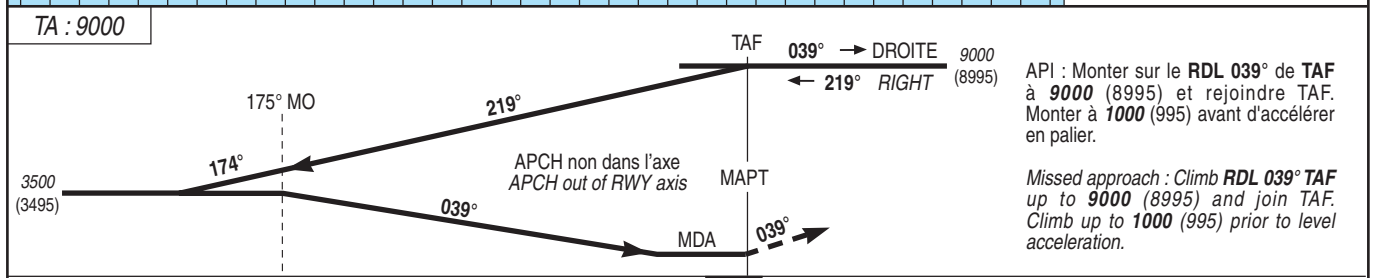 TA : 9000
TAF
039° → DROITE
9000
(8995)
← 219° RIGHT
175° MO
219°
174°
3500
(3495)
APCH non dans l'axe
APCH out of RWY axis
MAPT
039°
MDA
039°
API : Monter sur le RDL 039° de TAF
à 9000 (8995) et rejoindre TAF.
Monter à 1000 (995) avant d'accélérer
en palier.
Missed approach : Climb RDL 039° TAF
up to 9000 (8995) and join TAF.
Climb up to 1000 (995) prior to level
acceleration.